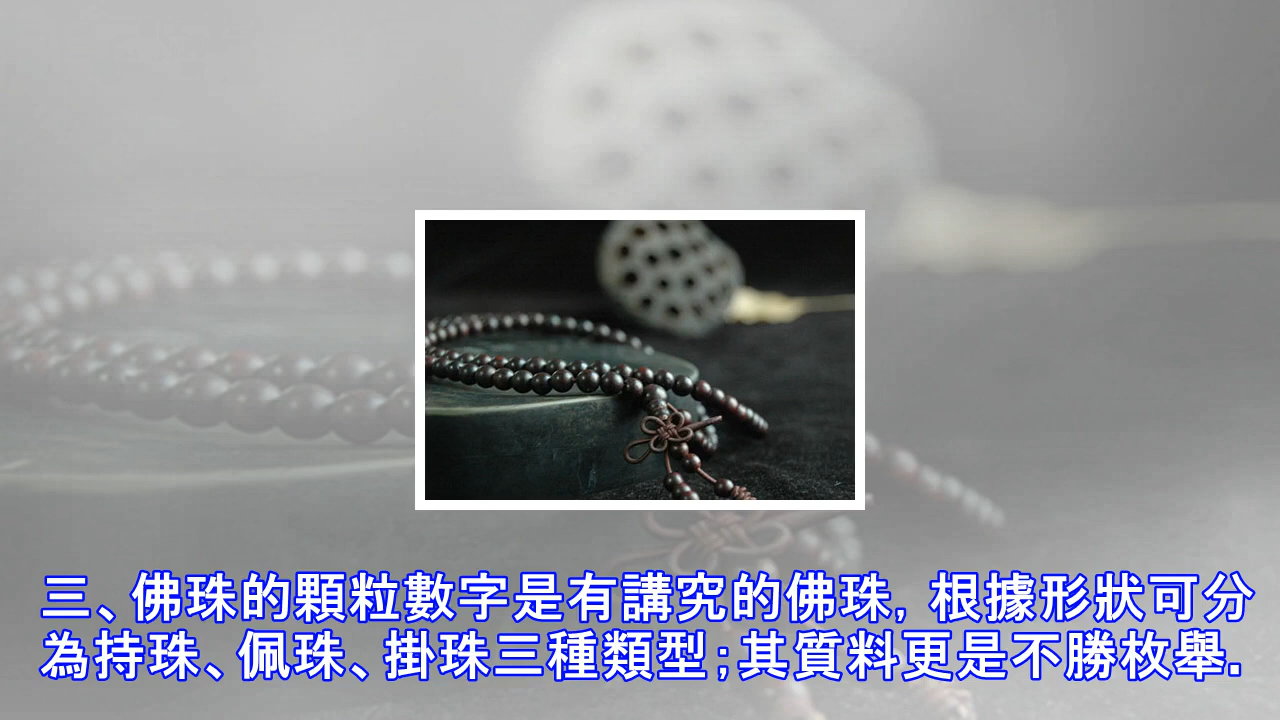 三、佛珠的顆粒數字是有講究的佛珠, 根據形狀可分
為持珠、佩珠、掛珠三種類型;其質料更是不勝枚舉.